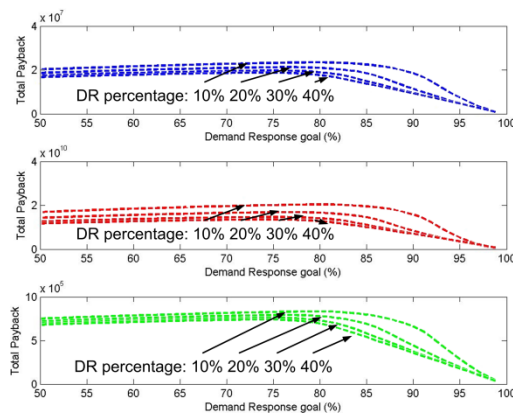 x 10^7
4
2
0
Total Payback
DR percentage: 10% 20% 30% 40%
50 55 60 65 70 75 80 85 90 95 100
Demand Response goal (%)
x 10^10
4
2
0
Total Payback
DR percentage: 10% 20% 30% 40%
50 55 60 65 70 75 80 85 90 95 100
Demand Response goal (%)
x 10^5
10
5
0
Total Payback
DR percentage: 10% 20% 30% 40%
50 55 60 65 70 75 80 85 90 95 100
Demand Response goal (%)